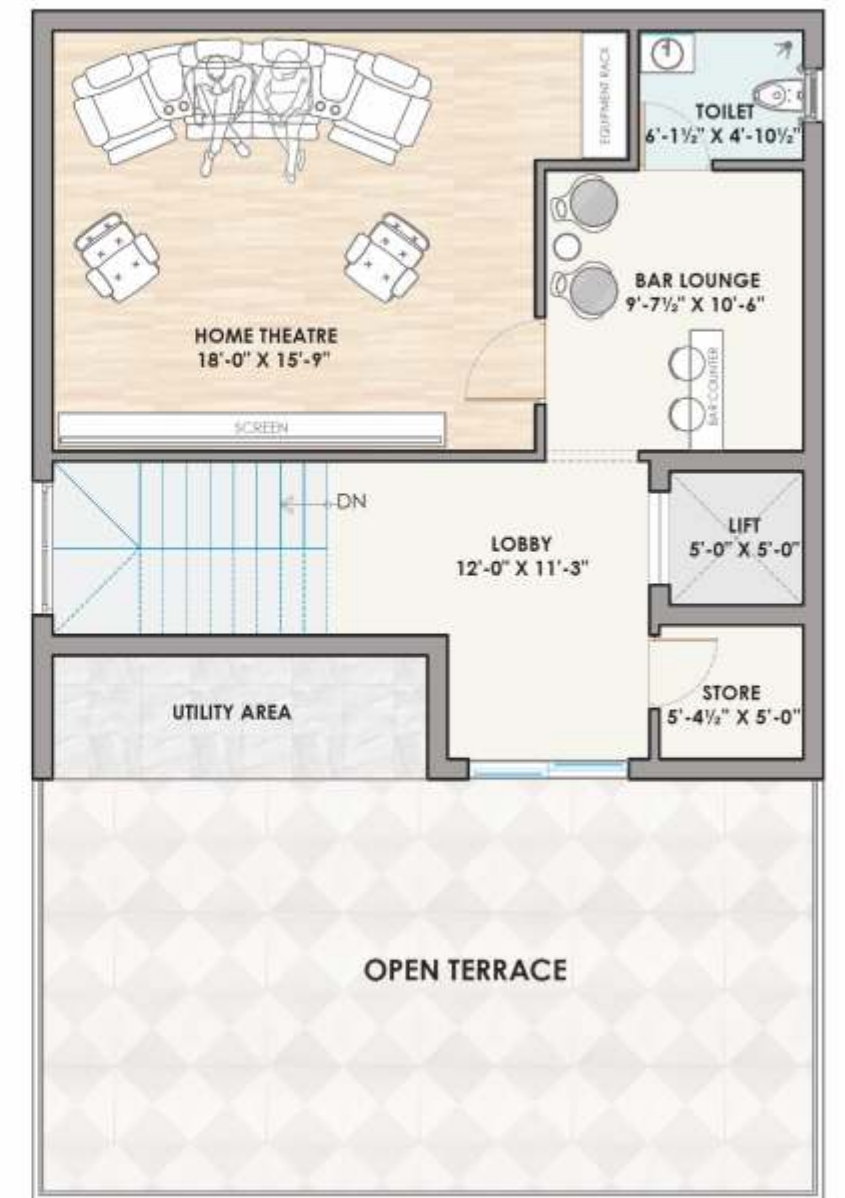 EQUIPMENT RACK
TOILET
6'-1½" X 4'-10½"
BAR LOUNGE
9'-7½" X 10'-6"
HOME THEATRE
18'-0" X 15'-9"
BAR COUNTER
SCREEN
DN
LOBBY
12'-0" X 11'-3"
LIFT
5'-0" X 5'-0"
STORE
5'-4½" X 5'-0"
UTILITY AREA
OPEN TERRACE